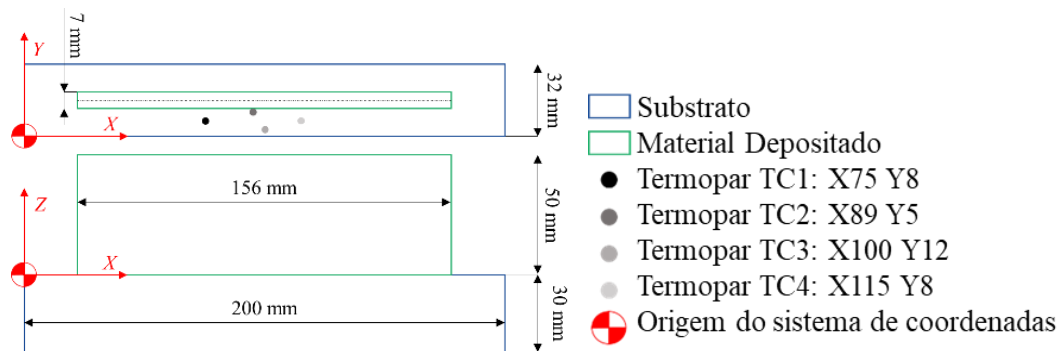 7 mm
Y
X
32 mm
156 mm
Z
X
50 mm
200 mm
30 mm
Substrato
Material Depositado
Termopar TC1: X75 Y8
Termopar TC2: X89 Y5
Termopar TC3: X100 Y12
Termopar TC4: X115 Y8
Origem do sistema de coordenadas